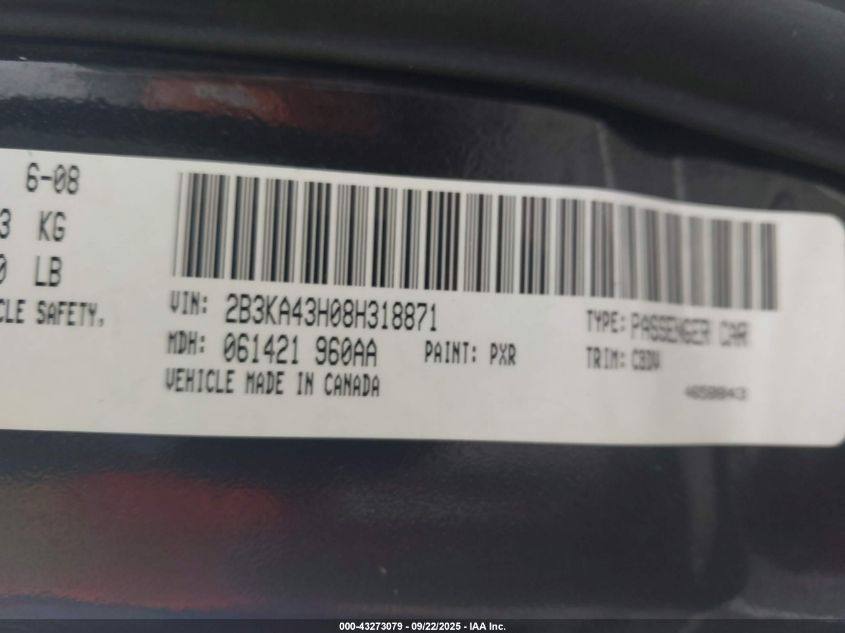 6-08
3 KG
0 LB
CLE SAFETY,
VIN: 2B3KA43H08H318871
TYPE: PASSENGER CAR
MDH: 061421 960AA
PAINT: PXR
TRIM: CBDV
VEHICLE MADE IN CANADA
000-43273079 - 09/22/2025 - IAA Inc.